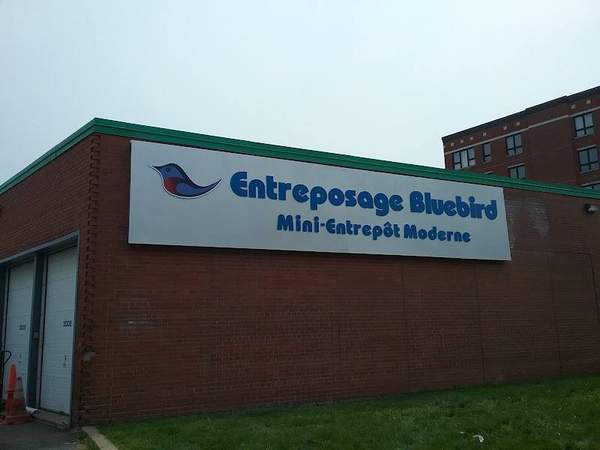 Entreposage Bluebird
Mini-Entrepôt Moderne